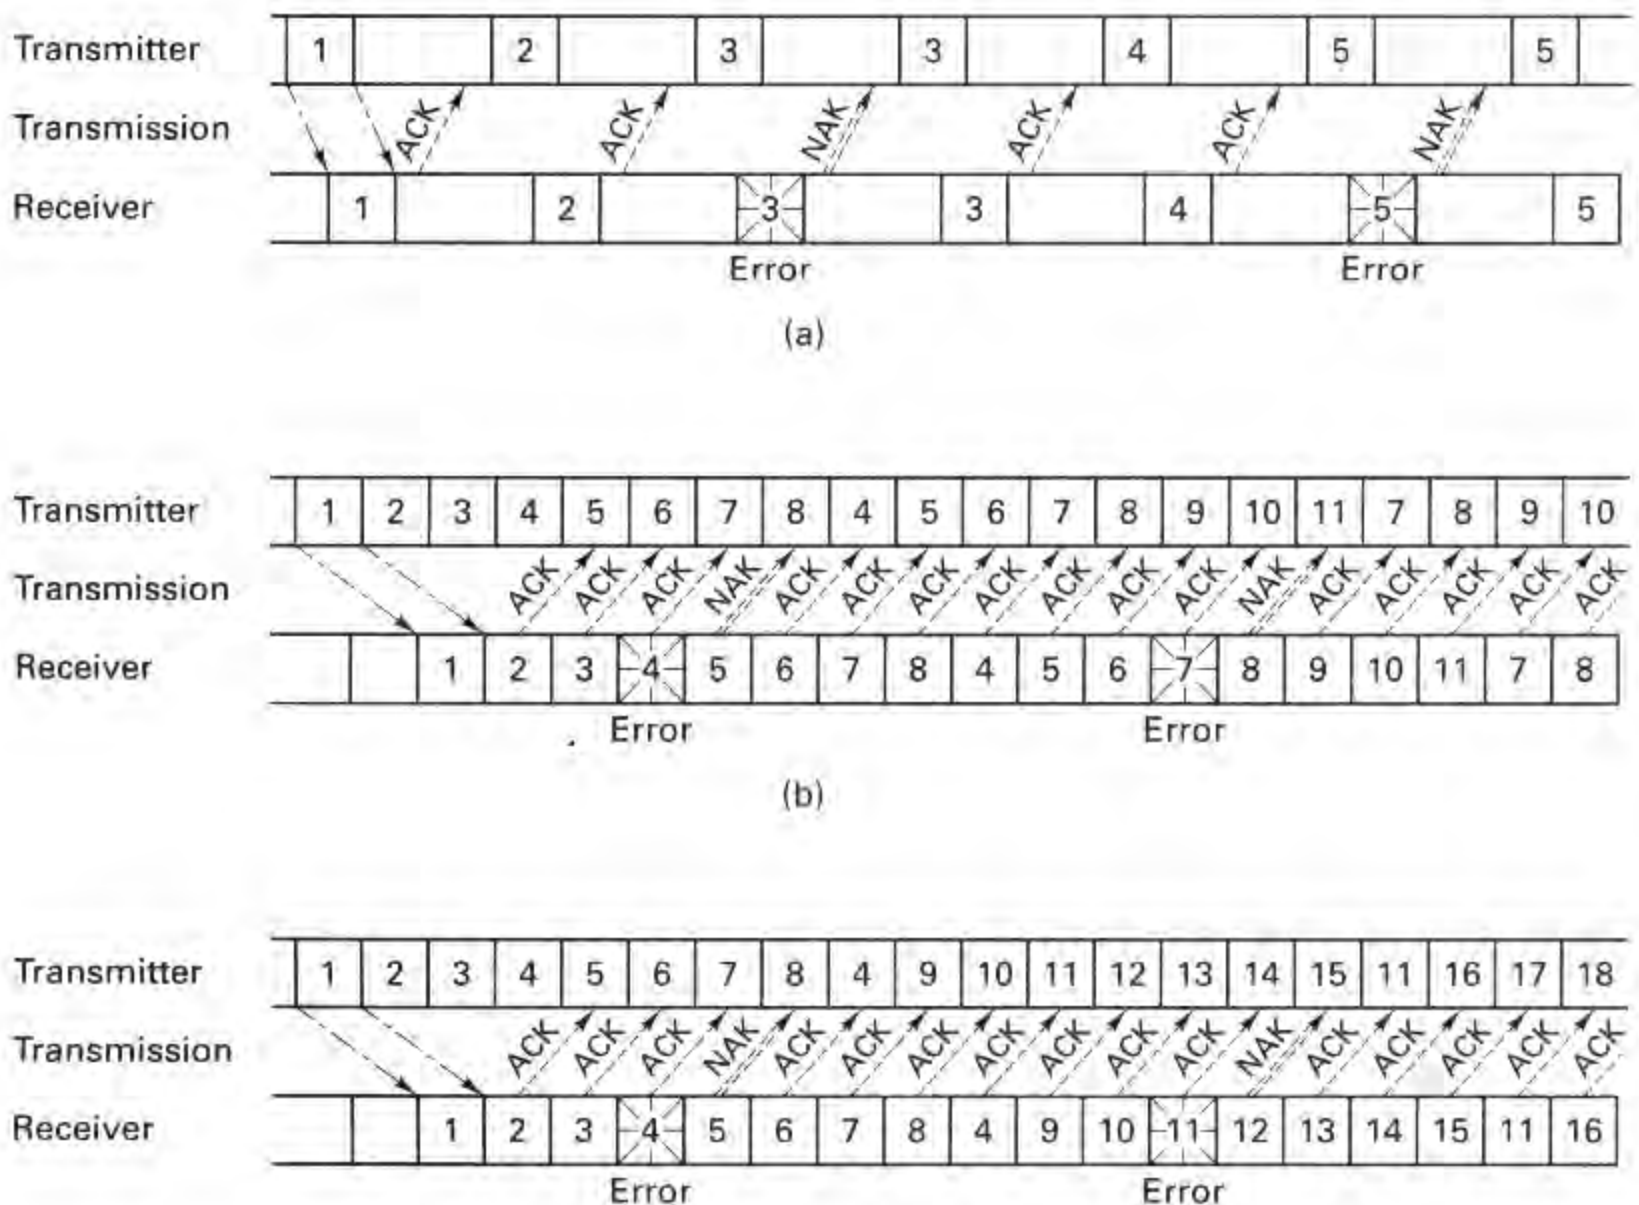 Transmitter 1 2 3 3 4 5 5
Transmission ACK ACK NAK ACK ACK NAK
Receiver 1 2 3 3 4 5 5
Error Error
(a)
Transmitter 1 2 3 4 5 6 7 8 4 5 6 7 8 9 10 11 7 8 9 10
Transmission ACK ACK ACK NAK ACK ACK ACK ACK ACK ACK ACK NAK ACK ACK ACK ACK ACK
Receiver 1 2 3 4 5 6 7 8 4 5 6 7 8 9 10 11 7 8
Error Error
(b)
Transmitter 1 2 3 4 5 6 7 8 4 9 10 11 12 13 14 15 11 16 17 18
Transmission ACK ACK ACK NAK ACK ACK ACK ACK ACK ACK ACK NAK ACK ACK ACK ACK ACK
Receiver 1 2 3 4 5 6 7 8 4 9 10 11 12 13 14 15 11 16
Error Error